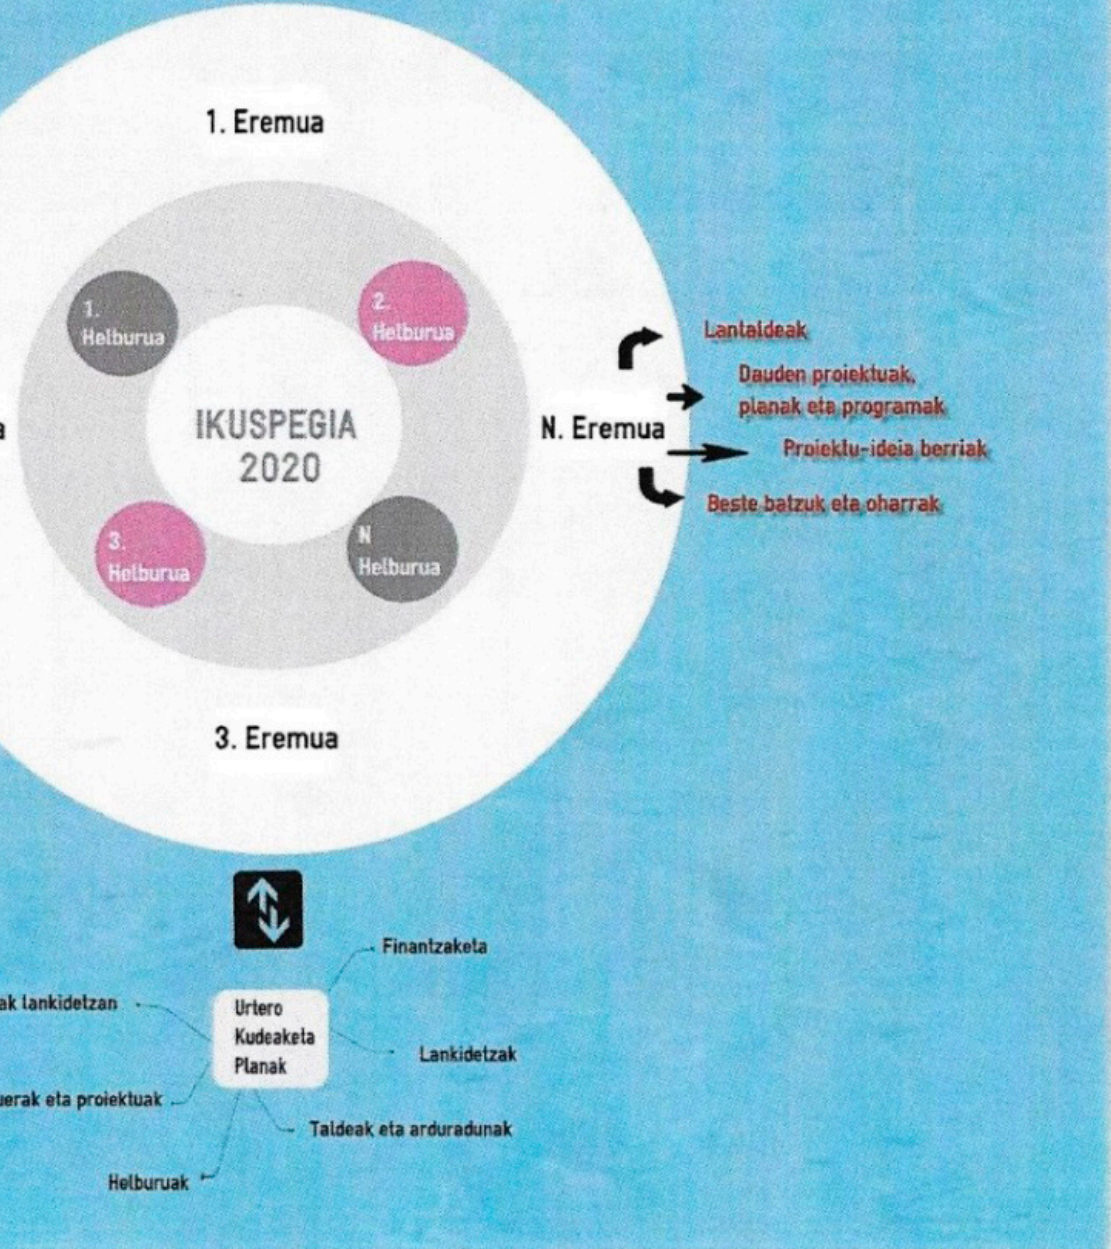 1. Eremua
1.
Helburua
2.
Helburua
Lantaldeak
Dauden proiektuak,
planak eta programak
IKUSPEGIA
2020
N. Eremua
Proiektu-ideia berriak
Beste batzuk eta oharrak
3.
Helburua
N
Helburua
3. Eremua
Finantzaketa
lankidetzan
Urtero
Kudeaketa
Planak
Lankidetzak
eta proiektuak
Taldeak eta arduradunak
Helburuak